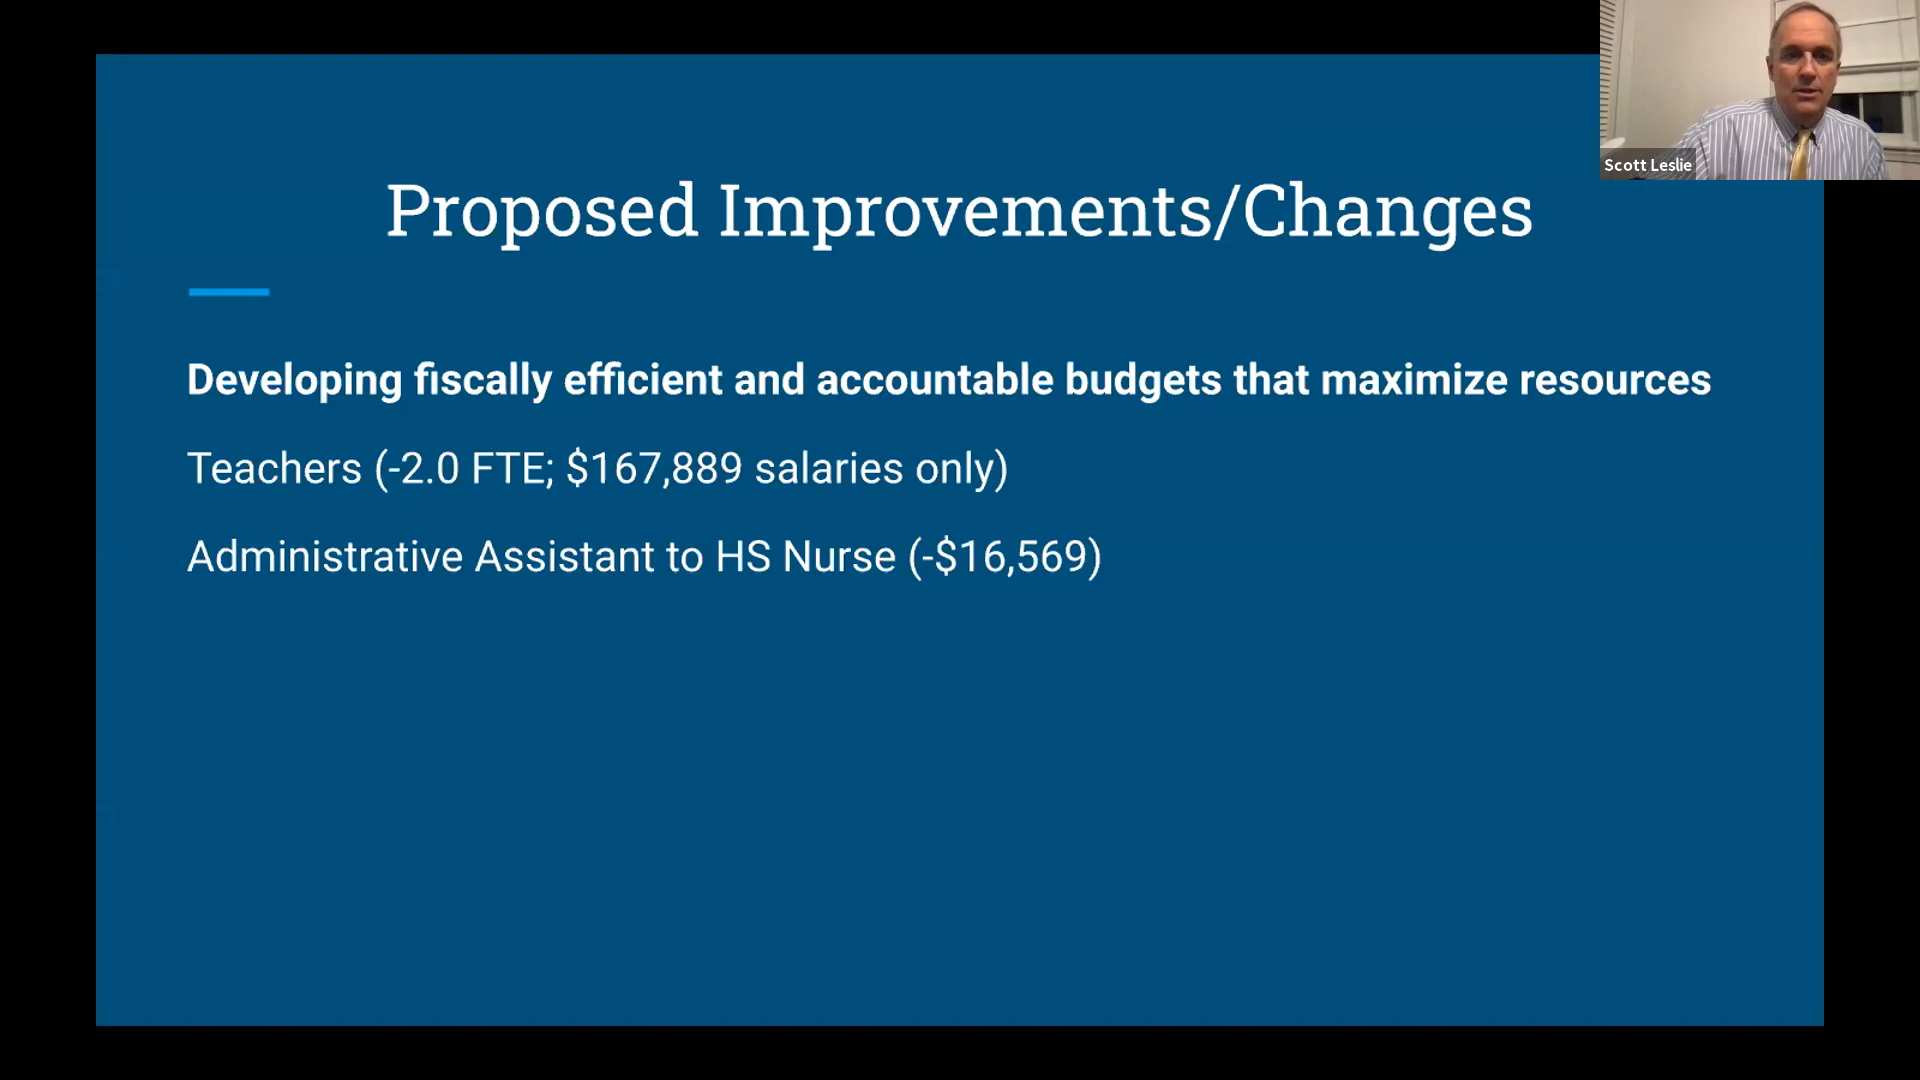 Proposed Improvements/Changes
Developing fiscally efficient and accountable budgets that maximize resources
Teachers (-2.0 FTE; $167,889 salaries only)
Administrative Assistant to HS Nurse (-$16,569)
Scott Leslie